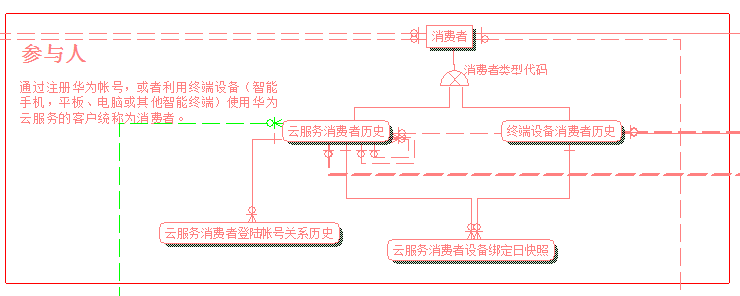 消费者
参与人
消费者类型代码
通过注册华为帐号，或者利用终端设备（智能
手机，平板、电脑或其他智能终端）使用华为
云服务的客户统称为消费者。
云服务消费者历史
终端设备消费者历史
云服务消费者登陆帐号关系历史
云服务消费者设备绑定日快照